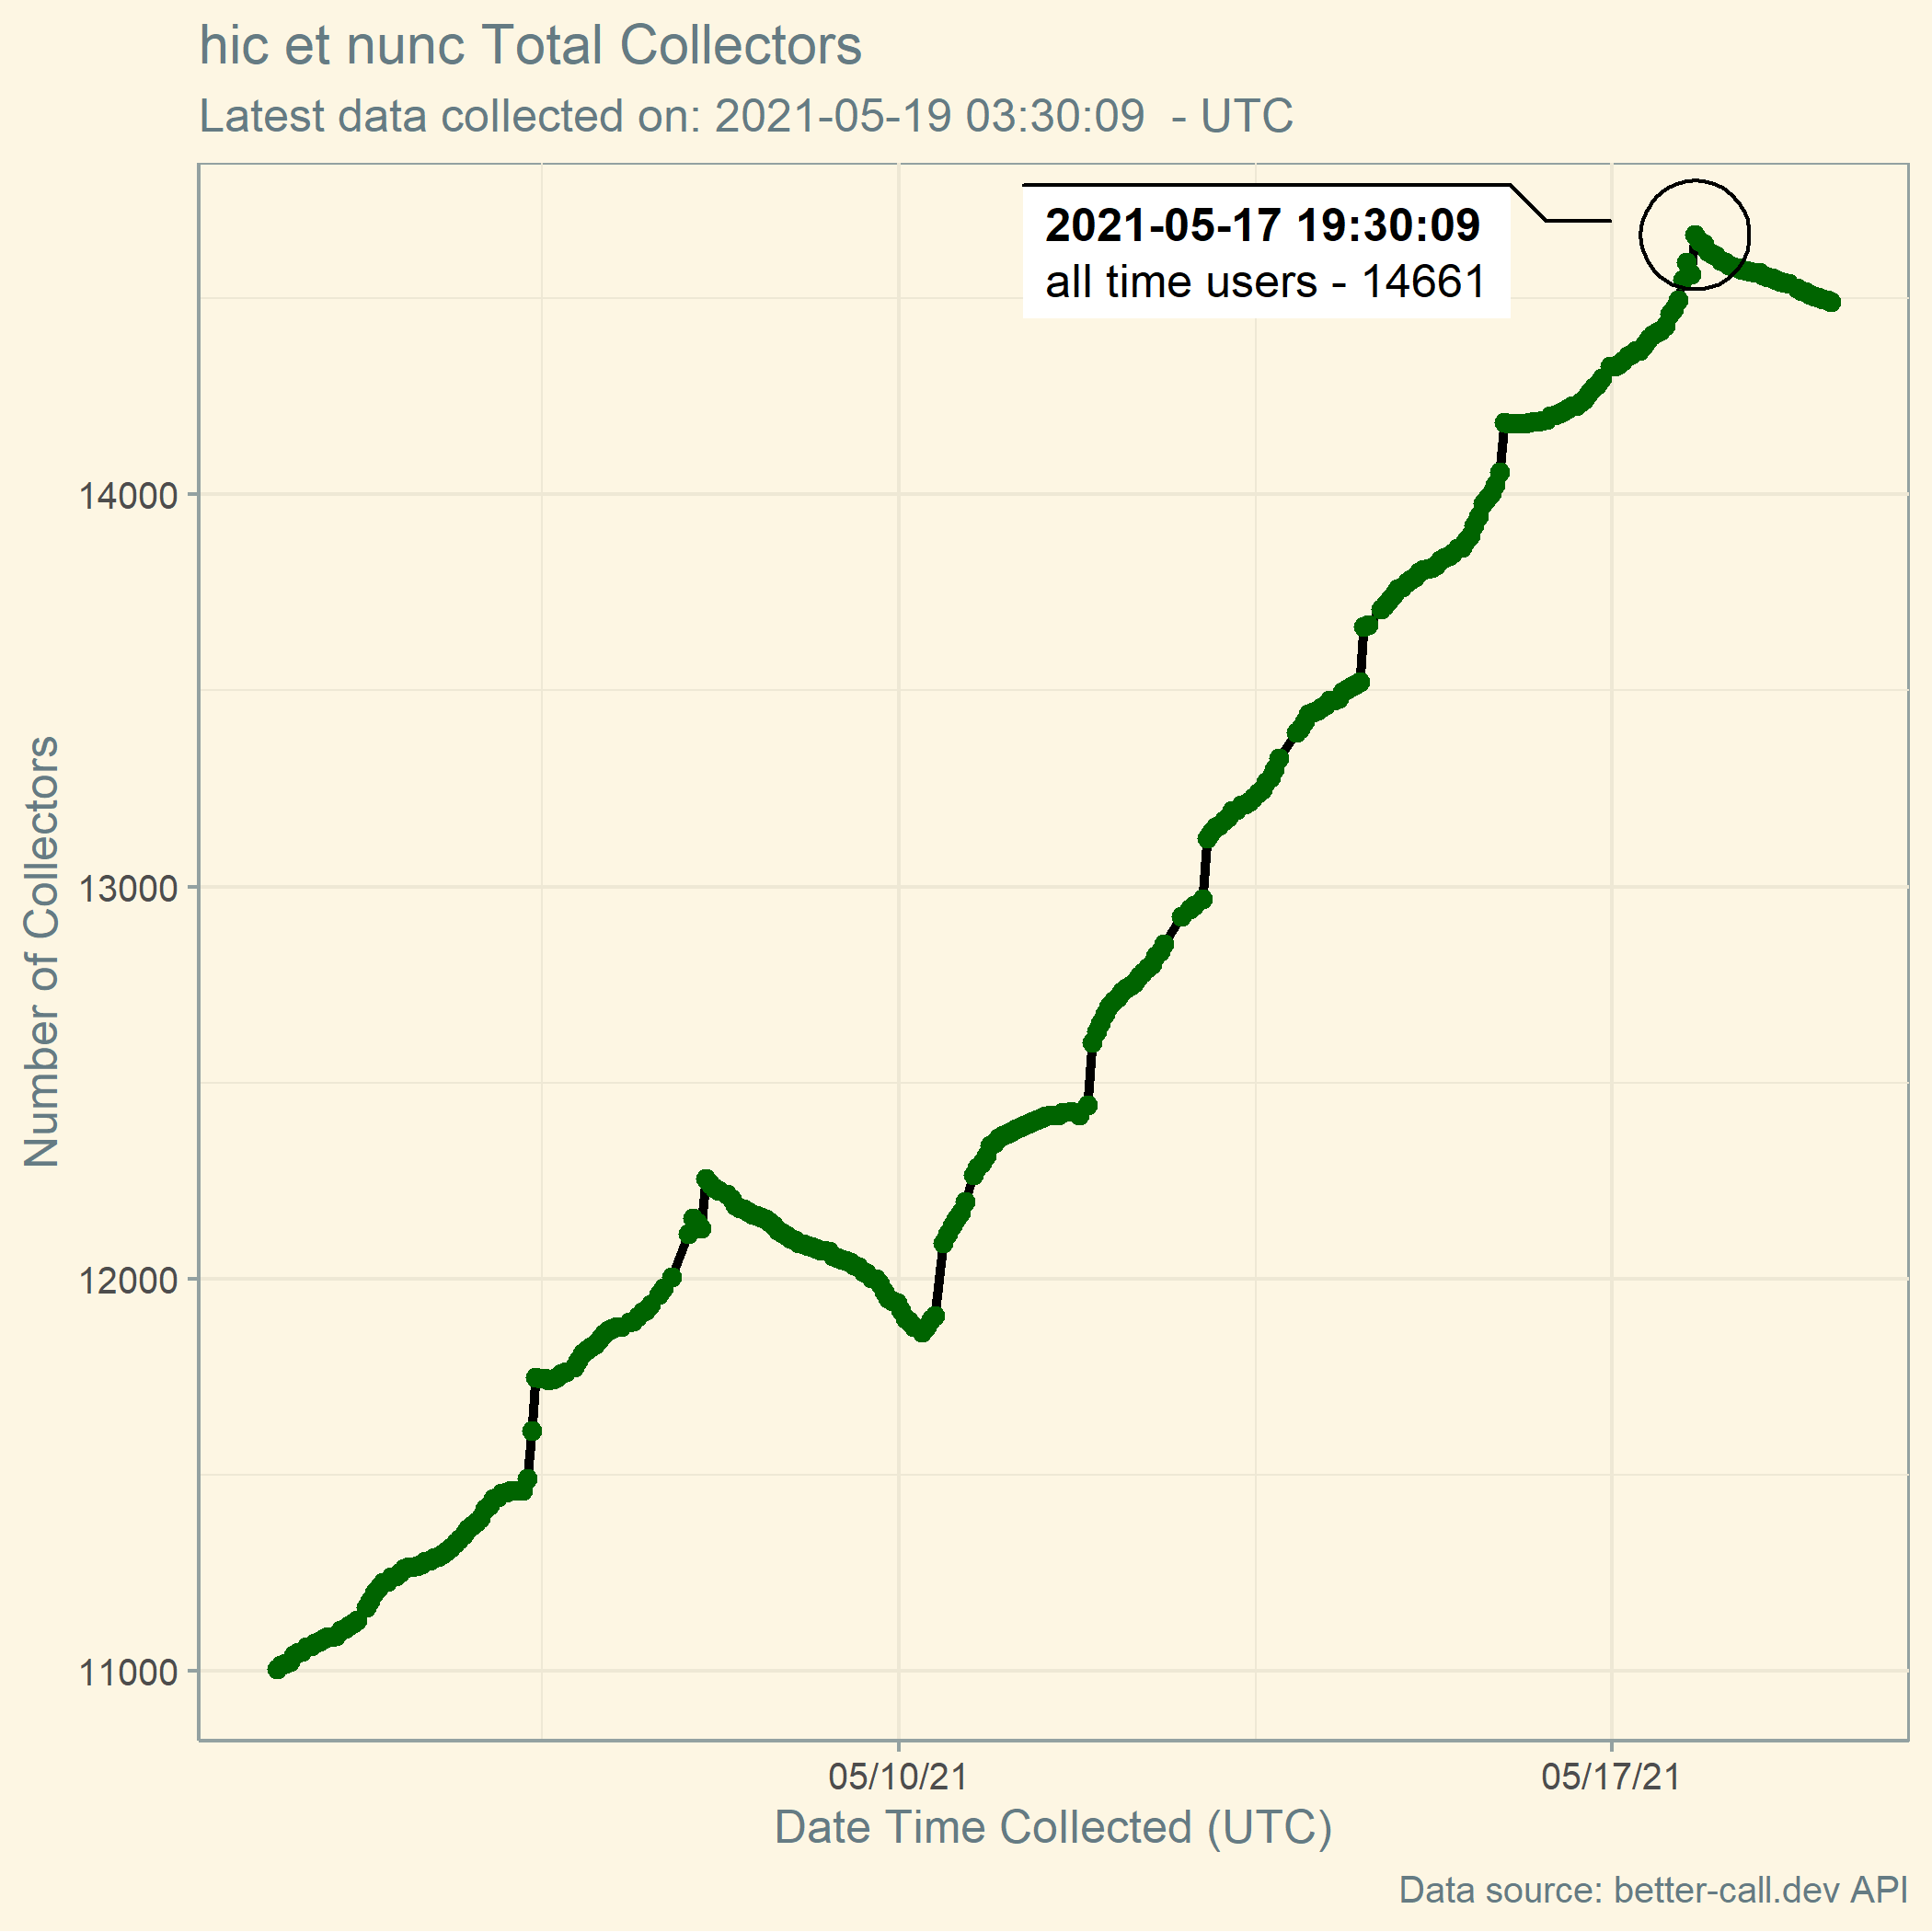 hic et nunc Total Collectors
Latest data collected on: 2021-05-19 03:30:09  - UTC
2021-05-17 19:30:09
all time users - 14661
Number of Collectors
14000
13000
12000
11000
05/10/21
05/17/21
Date Time Collected (UTC)
Data source: better-call.dev API